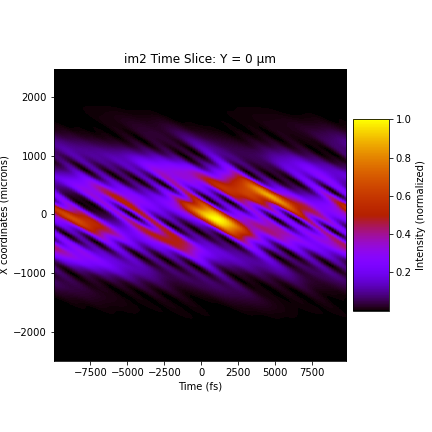 im2 Time Slice: Y = 0 μm
X coordinates (microns)
2000
1000
0
−1000
−2000
−7500 −5000 −2500 0 2500 5000 7500
Time (fs)
1.0
0.8
0.6
0.4
0.2
Intensity (normalized)